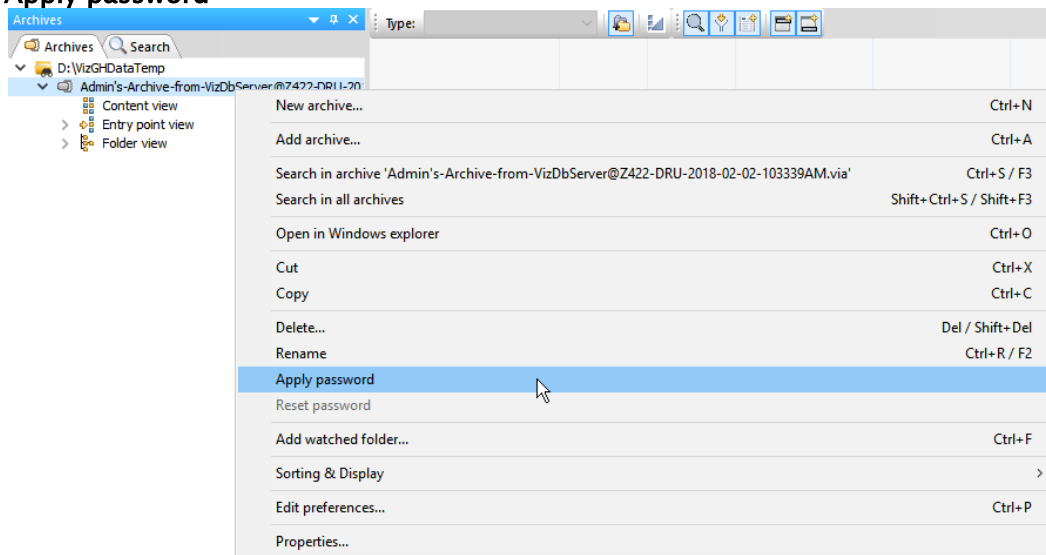 Apply password
Archives
Type:
Archives Search
D:\VizGHDataTemp
Admin's-Archive-from-VizDbServer@Z422-DRU-20
Content view
Entry point view
Folder view
New archive... Ctrl+N
Add archive... Ctrl+A
Search in archive 'Admin's-Archive-from-VizDbServer@Z422-DRU-2018-02-02-103339AM.via' Ctrl+S / F3
Search in all archives Shift+Ctrl+S / Shift+F3
Open in Windows explorer Ctrl+O
Cut Ctrl+X
Copy Ctrl+C
Delete... Del / Shift+Del
Rename Ctrl+R / F2
Apply password
Reset password
Add watched folder... Ctrl+F
Sorting & Display
Edit preferences... Ctrl+P
Properties...